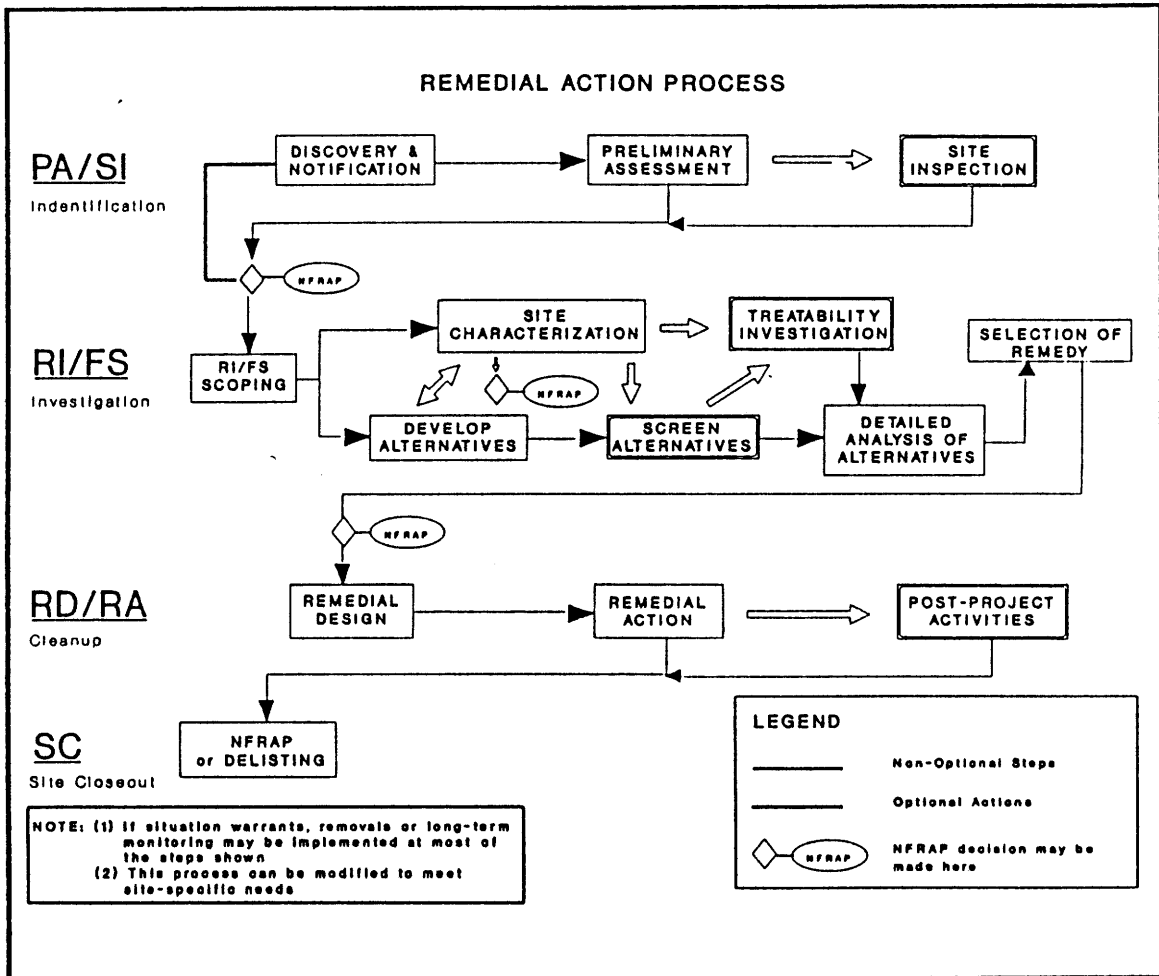 REMEDIAL ACTION PROCESS
PA/SI
Indentification
DISCOVERY &
NOTIFICATION
PRELIMINARY
ASSESSMENT
SITE
INSPECTION
NFRAP
RI/FS
Investigation
RI/FS
SCOPING
SITE
CHARACTERIZATION
TREATABILITY
INVESTIGATION
SELECTION OF
REMEDY
NFRAP
DEVELOP
ALTERNATIVES
SCREEN
ALTERNATIVES
DETAILED
ANALYSIS OF
ALTERNATIVES
NFRAP
RD/RA
Cleanup
REMEDIAL
DESIGN
REMEDIAL
ACTION
POST-PROJECT
ACTIVITIES
SC
Site Closeout
NFRAP
or DELISTING
LEGEND
Non-Optional Steps
Optional Actions
NFRAP
NFRAP decision may be
made here
NOTE: (1) If situation warrants, removals or long-term
monitoring may be implemented at most of
the steps shown
(2) This process can be modified to meet
site-specific needs